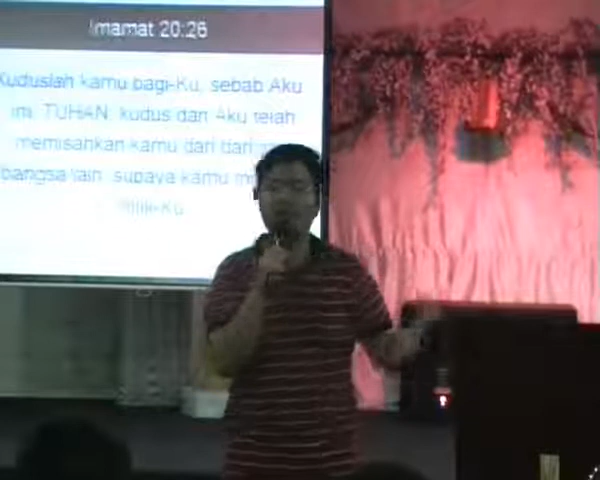 Imamat 20:26
Kuduslah kamu bagi-Ku, sebab Aku
ini, TUHAN, kudus dan Aku telah
memisahkan kamu dari
bangsa lain, supaya kamu
milik-Ku.